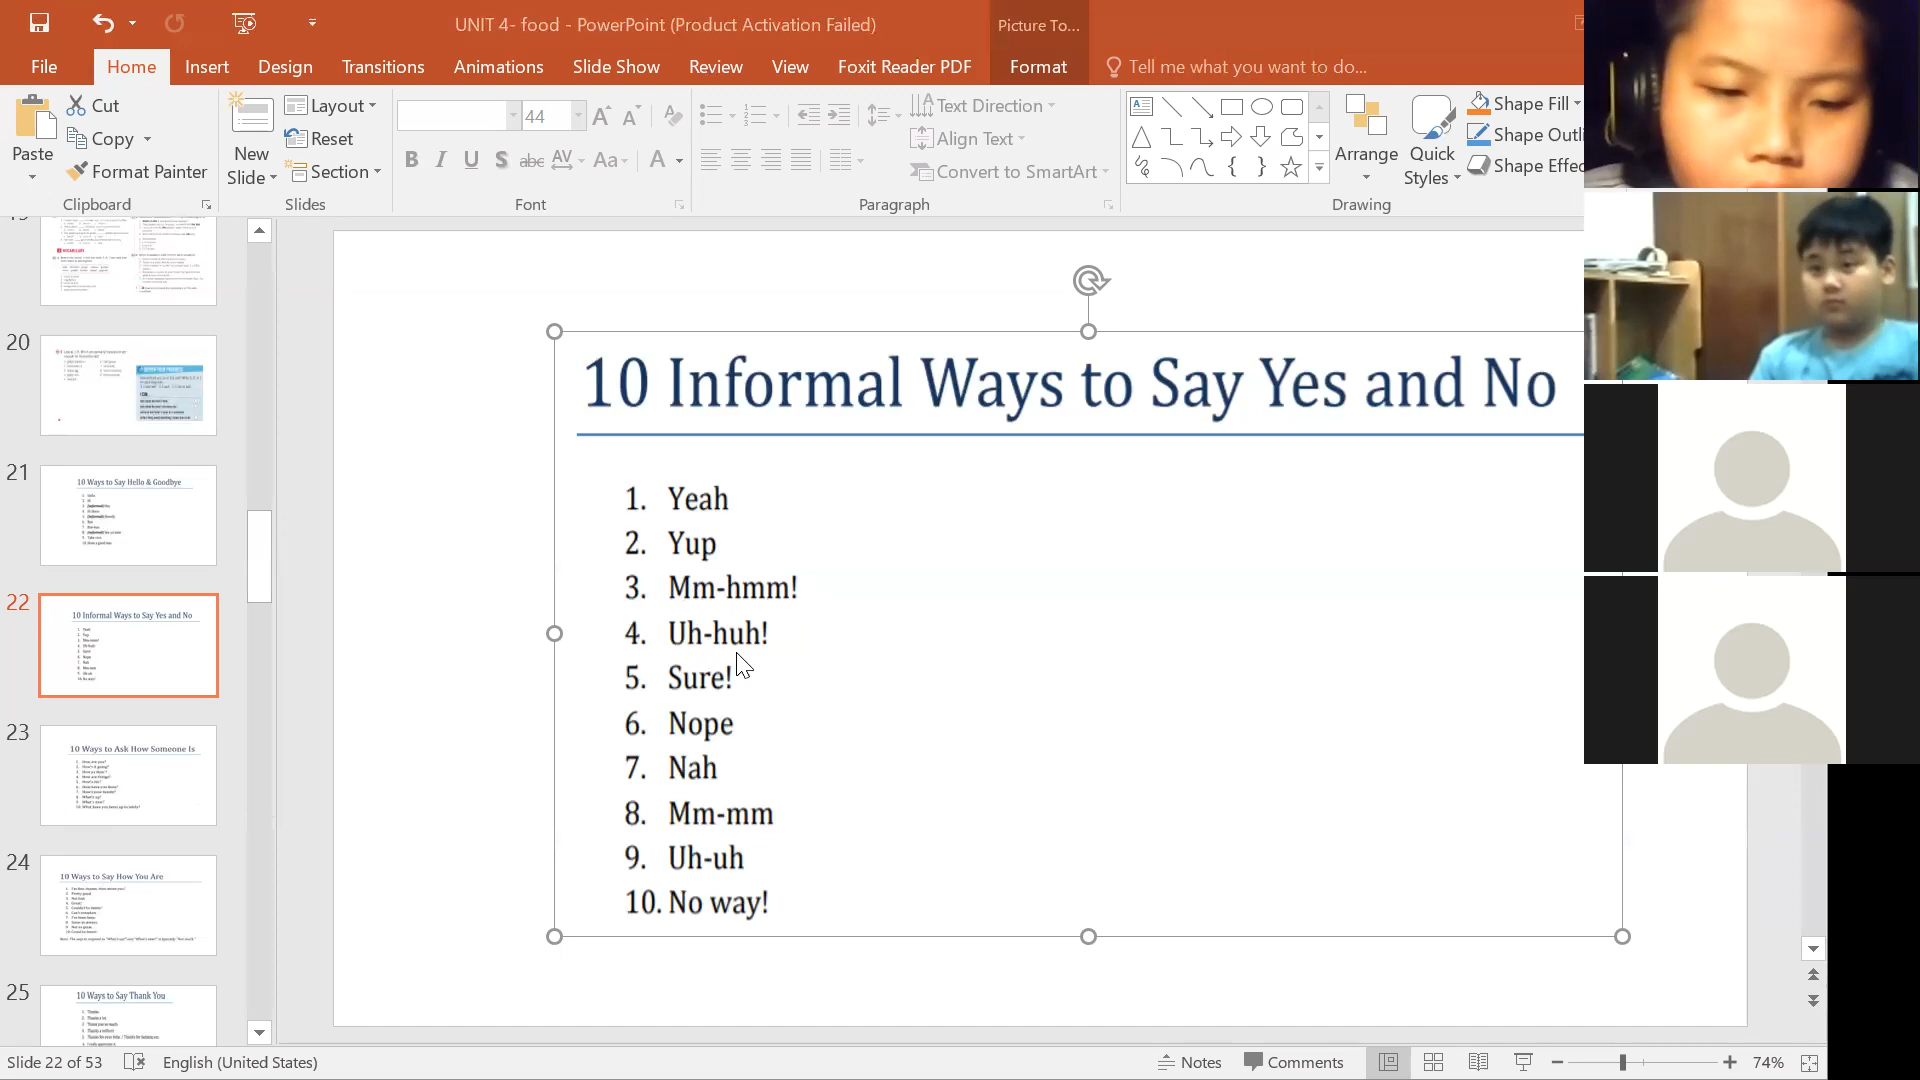 UNIT 4- food - PowerPoint (Product Activation Failed)
Picture To...
File
Home
Insert
Design
Transitions
Animations
Slide Show
Review
View
Foxit Reader PDF
Format
Tell me what you want to do...
Paste
Cut
Copy
Format Painter
Clipboard
New
Slide
Layout
Reset
Section
Slides
44
Font
Text Direction
Align Text
Convert to SmartArt
Paragraph
Arrange
Quick
Styles
Shape Fill
Shape Outli
Shape Effec
Drawing
20
21
10 Ways to Say Hello & Goodbye
22
10 Informal Ways to Say Yes and No
23
10 Ways to Ask How Someone Is
24
10 Ways to Say How You Are
25
10 Ways to Say Thank You
10 Informal Ways to Say Yes and No
1. Yeah
2. Yup
3. Mm-hmm!
4. Uh-huh!
5. Sure!
6. Nope
7. Nah
8. Mm-mm
9. Uh-uh
10. No way!
Slide 22 of 53
English (United States)
Notes
Comments
74%